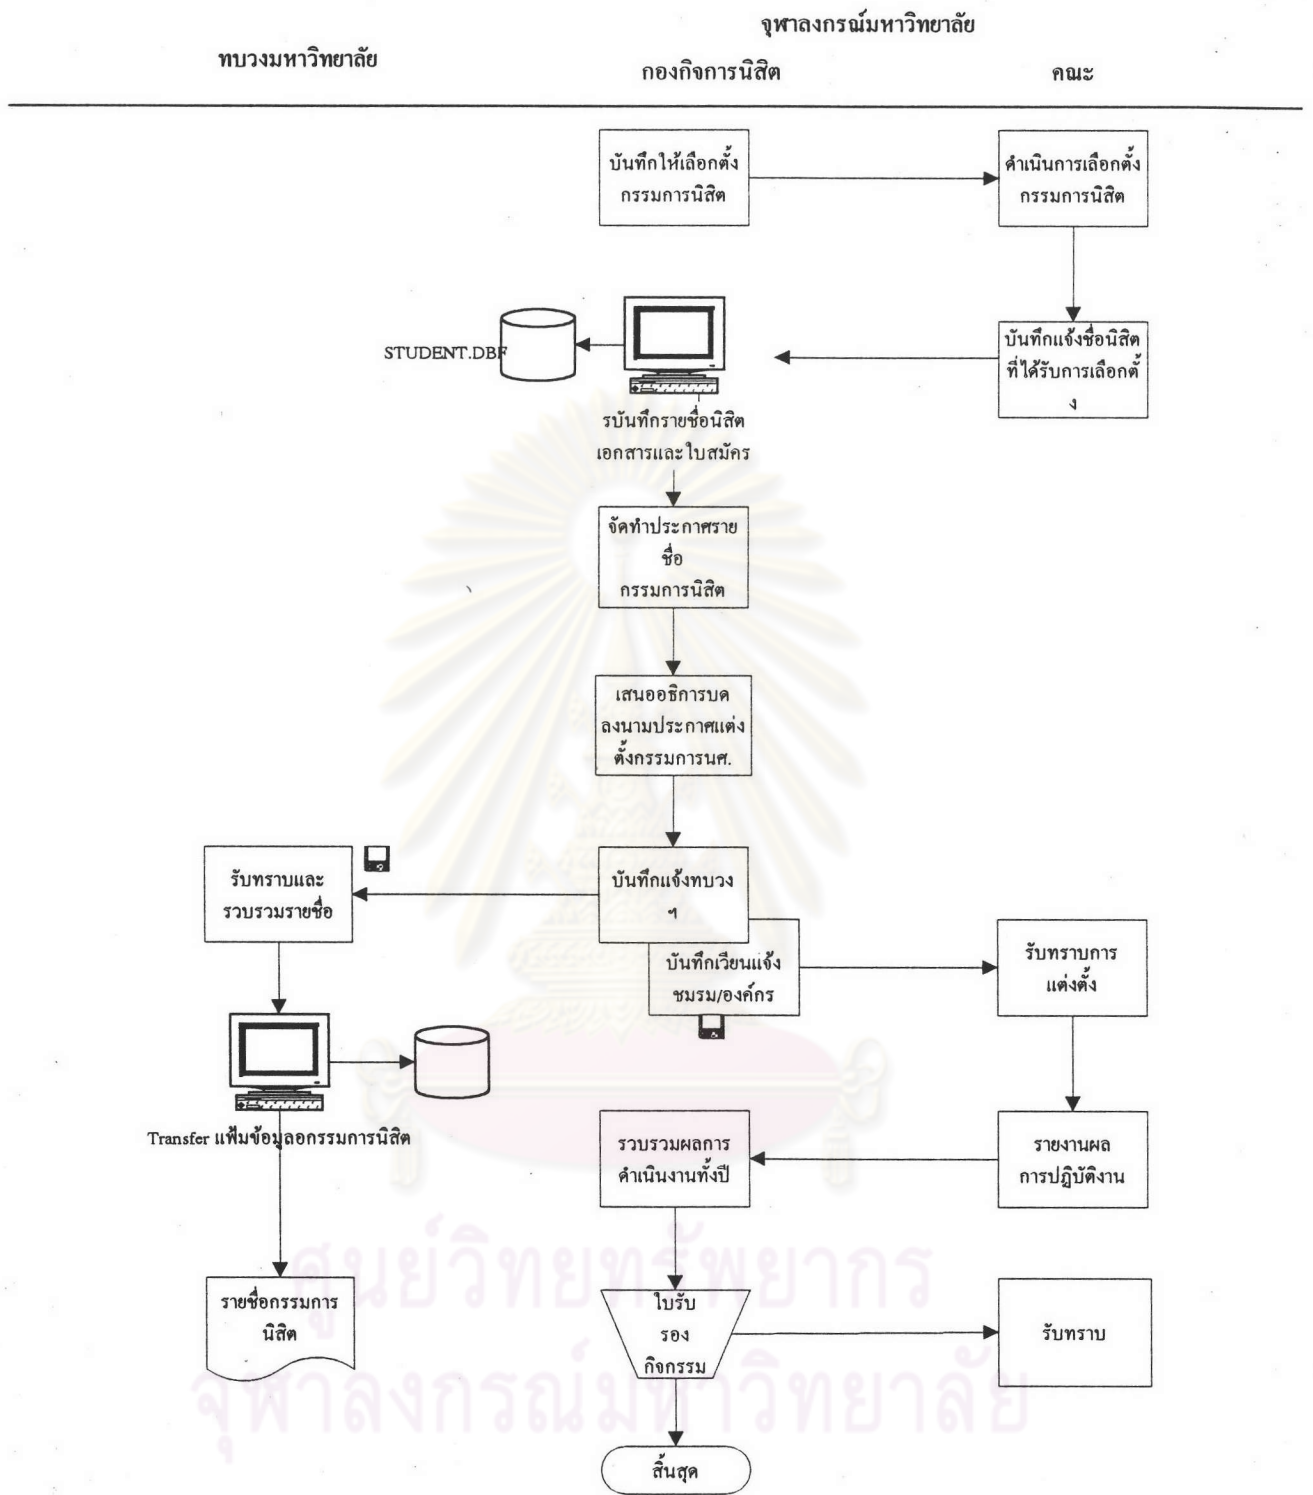 จุฬาลงกรณ์มหาวิทยาลัย
ทบวงมหาวิทยาลัย
กองกิจการนิสิต
คณะ
บันทึกให้เลือกตั้ง
กรรมการนิสิต
ดำเนินการเลือกตั้ง
กรรมการนิสิต
STUDENT.DBF
บันทึกแจ้งชื่อนิสิต
ที่ได้รับการเลือกตั้
ง
รบันทึกรายชื่อนิสิต
เอกสารและใบสมัคร
จัดทำประกาศราย
ชื่อ
กรรมการนิสิต
เสนออธิการบด
ลงนามประกาศแต่ง
ตั้งกรรมการนศ.
รับทราบและ
รวบรวมรายชื่อ
บันทึกแจ้งทบวง
ฯ
บันทึกเวียนแจ้ง
ชมรม/องค์กร
รับทราบการ
แต่งตั้ง
Transfer แฟ้มข้อมูลอกรรมการนิสิต
รวบรวมผลการ
ดำเนินงานทั้งปี
รายงานผล
การปฏิบัติงาน
รายชื่อกรรมการ
นิสิต
ใบรับ
รอง
กิจกรรม
รับทราบ
สิ้นสุด
ศูนย์วิทยทรัพยากร
จุฬาลงกรณ์มหาวิทยาลัย